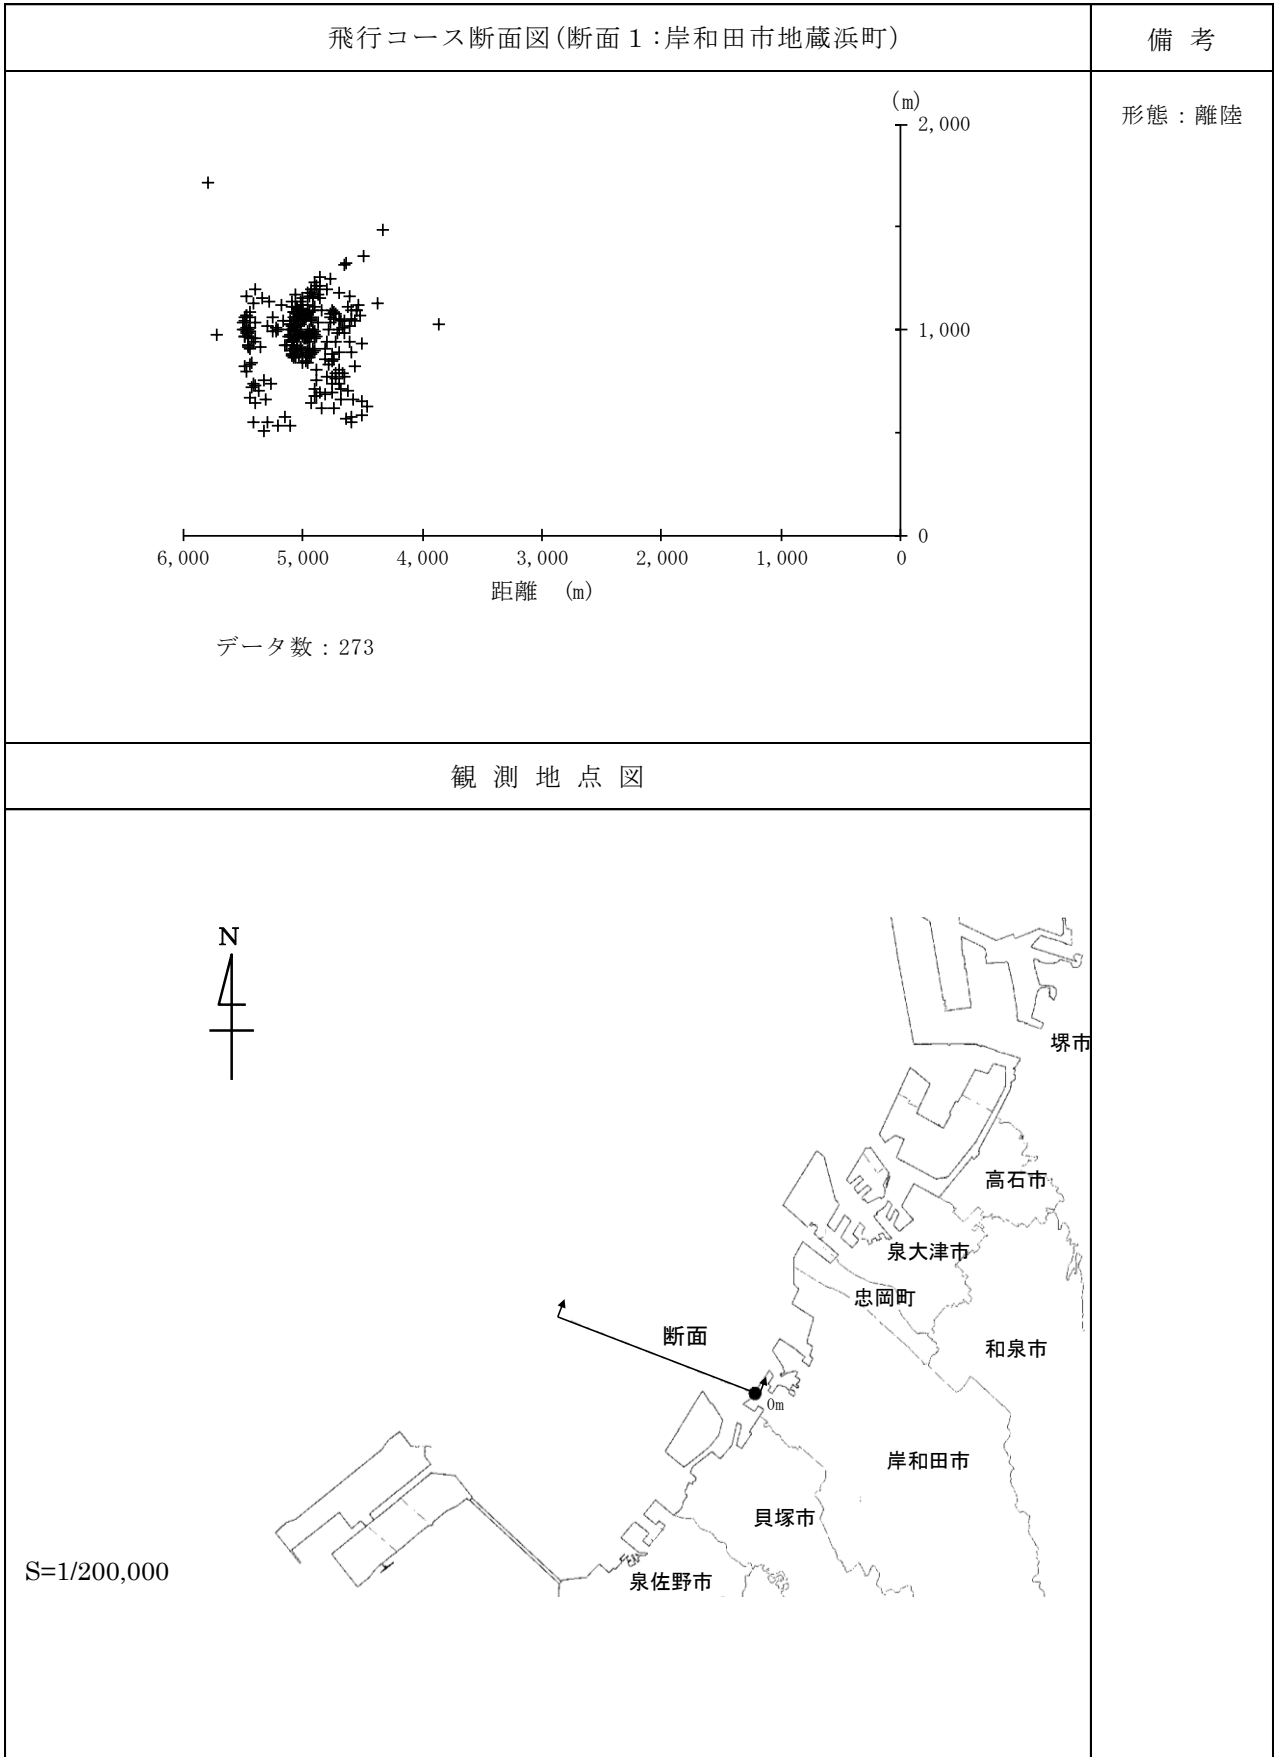 飛行コース断面図(断面1:岸和田市地蔵浜町)
備 考
形態:離陸
(m)
2,000
1,000
0
6,000 5,000 4,000 3,000 2,000 1,000 0
距離 (m)
データ数:273
観 測 地 点 図
N
堺市
高石市
泉大津市
忠岡町
断面
和泉市
0m
岸和田市
貝塚市
S=1/200,000
泉佐野市